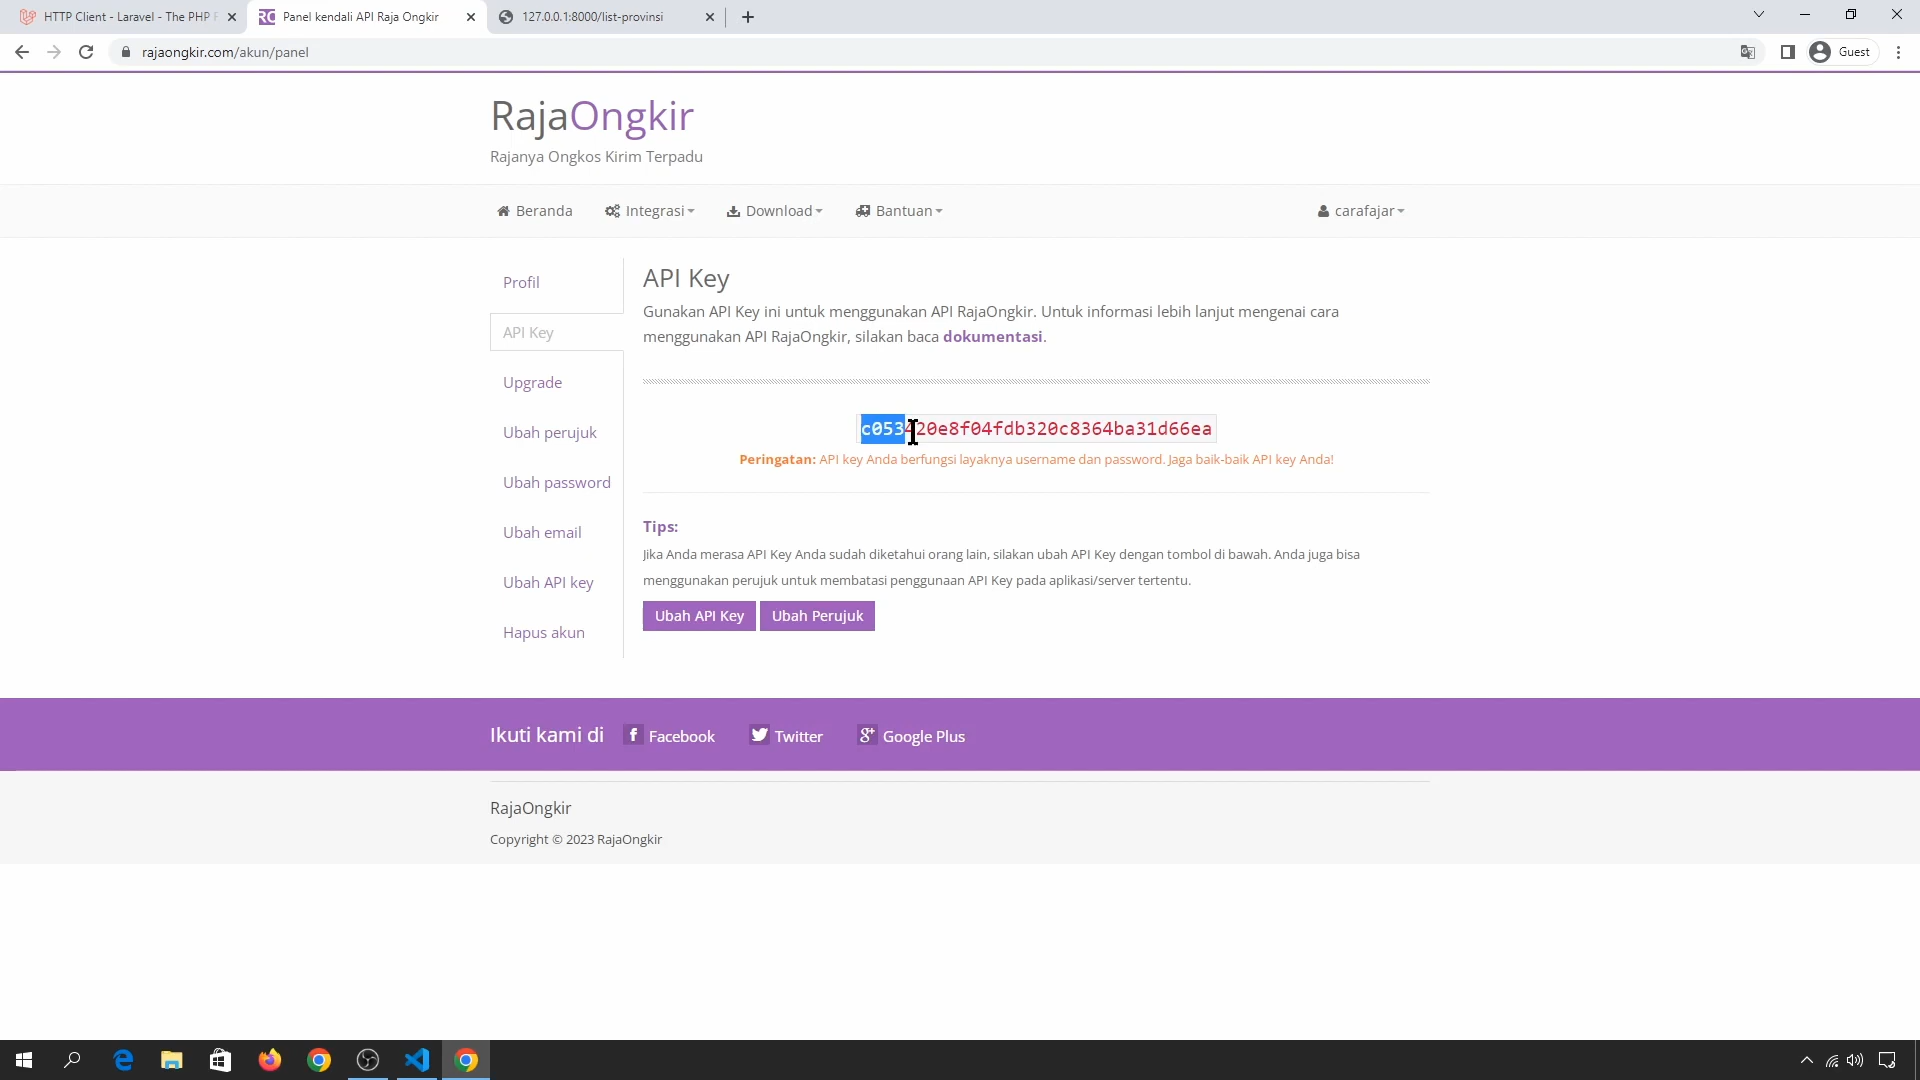 HTTP Client - Laravel - The PHP F
Panel kendali API Raja Ongkir
127.0.0.1:8000/list-provinsi
rajaongkir.com/akun/panel
Guest
RajaOngkir
Rajanya Ongkos Kirim Terpadu
Beranda
Integrasi
Download
Bantuan
carafajar
Profil
API Key
Upgrade
Ubah perujuk
Ubah password
Ubah email
Ubah API key
Hapus akun
API Key
Gunakan API Key ini untuk menggunakan API RajaOngkir. Untuk informasi lebih lanjut mengenai cara
menggunakan API RajaOngkir, silakan baca dokumentasi.
c053420e8f04fdb320c8364ba31d66ea
Peringatan: API key Anda berfungsi layaknya username dan password. Jaga baik-baik API key Anda!
Tips:
Jika Anda merasa API Key Anda sudah diketahui orang lain, silakan ubah API Key dengan tombol di bawah. Anda juga bisa
menggunakan perujuk untuk membatasi penggunaan API Key pada aplikasi/server tertentu.
Ubah API Key
Ubah Perujuk
Ikuti kami di
Facebook
Twitter
Google Plus
RajaOngkir
Copyright © 2023 RajaOngkir